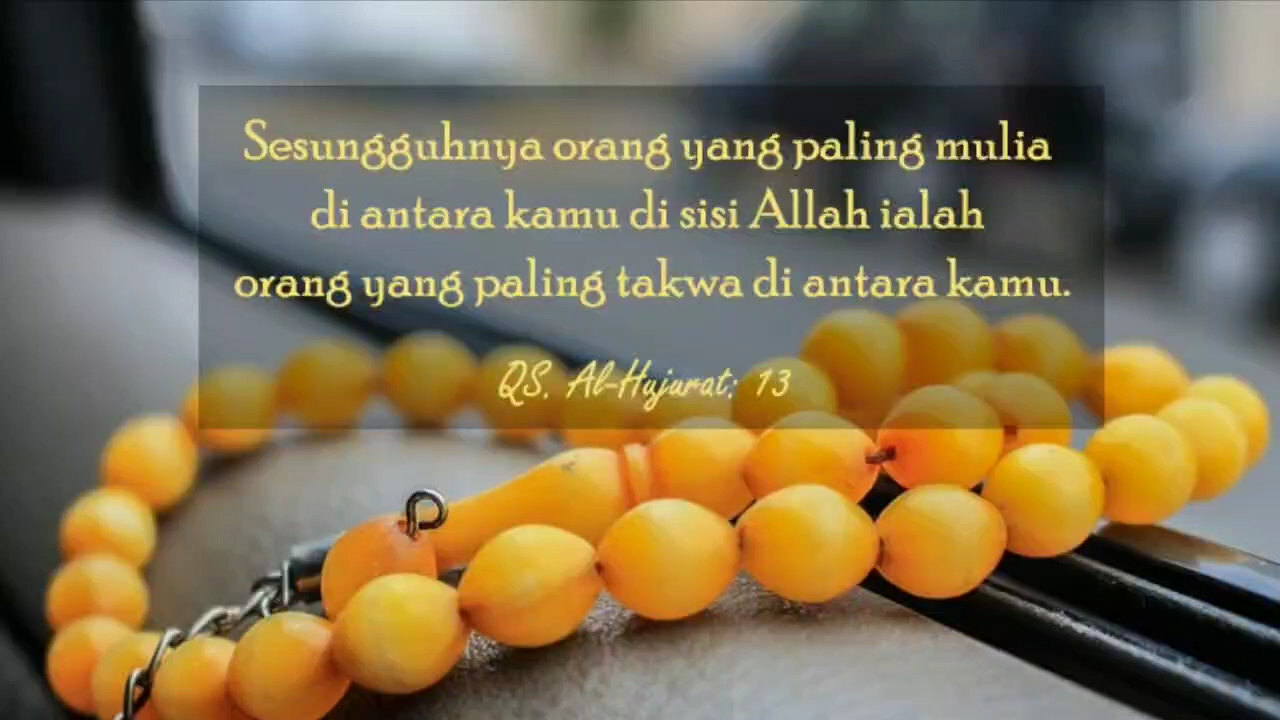 Sesungguhnya orang yang paling mulia
di antara kamu di sisi Allah ialah
orang yang paling takwa di antara kamu.
QS. Al-Hujurat: 13